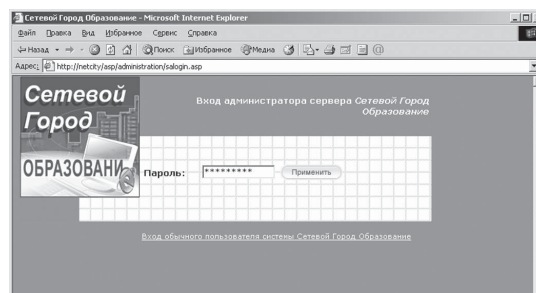 Сетевой Город Образование - Microsoft Internet Explorer
Файл Правка Вид Избранное Сервис Справка
Назад Поиск Избранное Медиа
Адрес: http://netcity/asp/administration/salogin.asp
Сетевой
Город
ОБРАЗОВАНИ
Вход администратора сервера Сетевой Город
Образование
Пароль: ********* Применить
Вход обычного пользователя системы Сетевой Город Образование